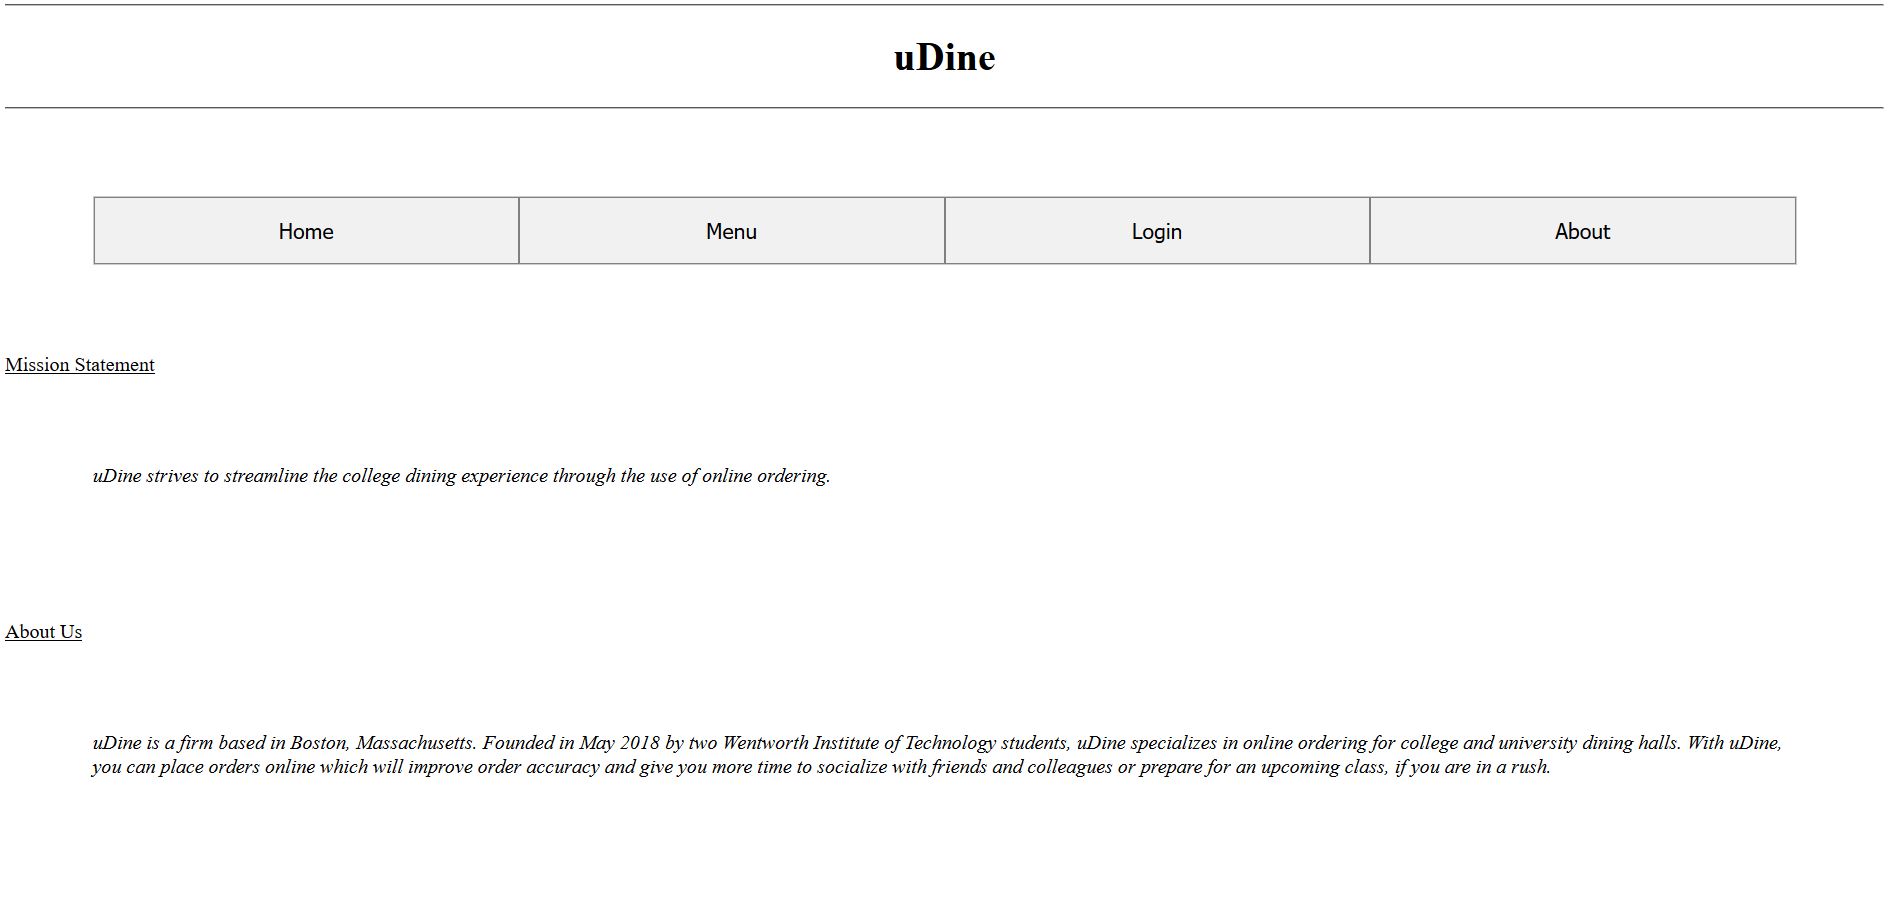 uDine
Home Menu Login About
Mission Statement
uDine strives to streamline the college dining experience through the use of online ordering.
About Us
uDine is a firm based in Boston, Massachusetts. Founded in May 2018 by two Wentworth Institute of Technology students, uDine specializes in online ordering for college and university dining halls. With uDine,
you can place orders online which will improve order accuracy and give you more time to socialize with friends and colleagues or prepare for an upcoming class, if you are in a rush.